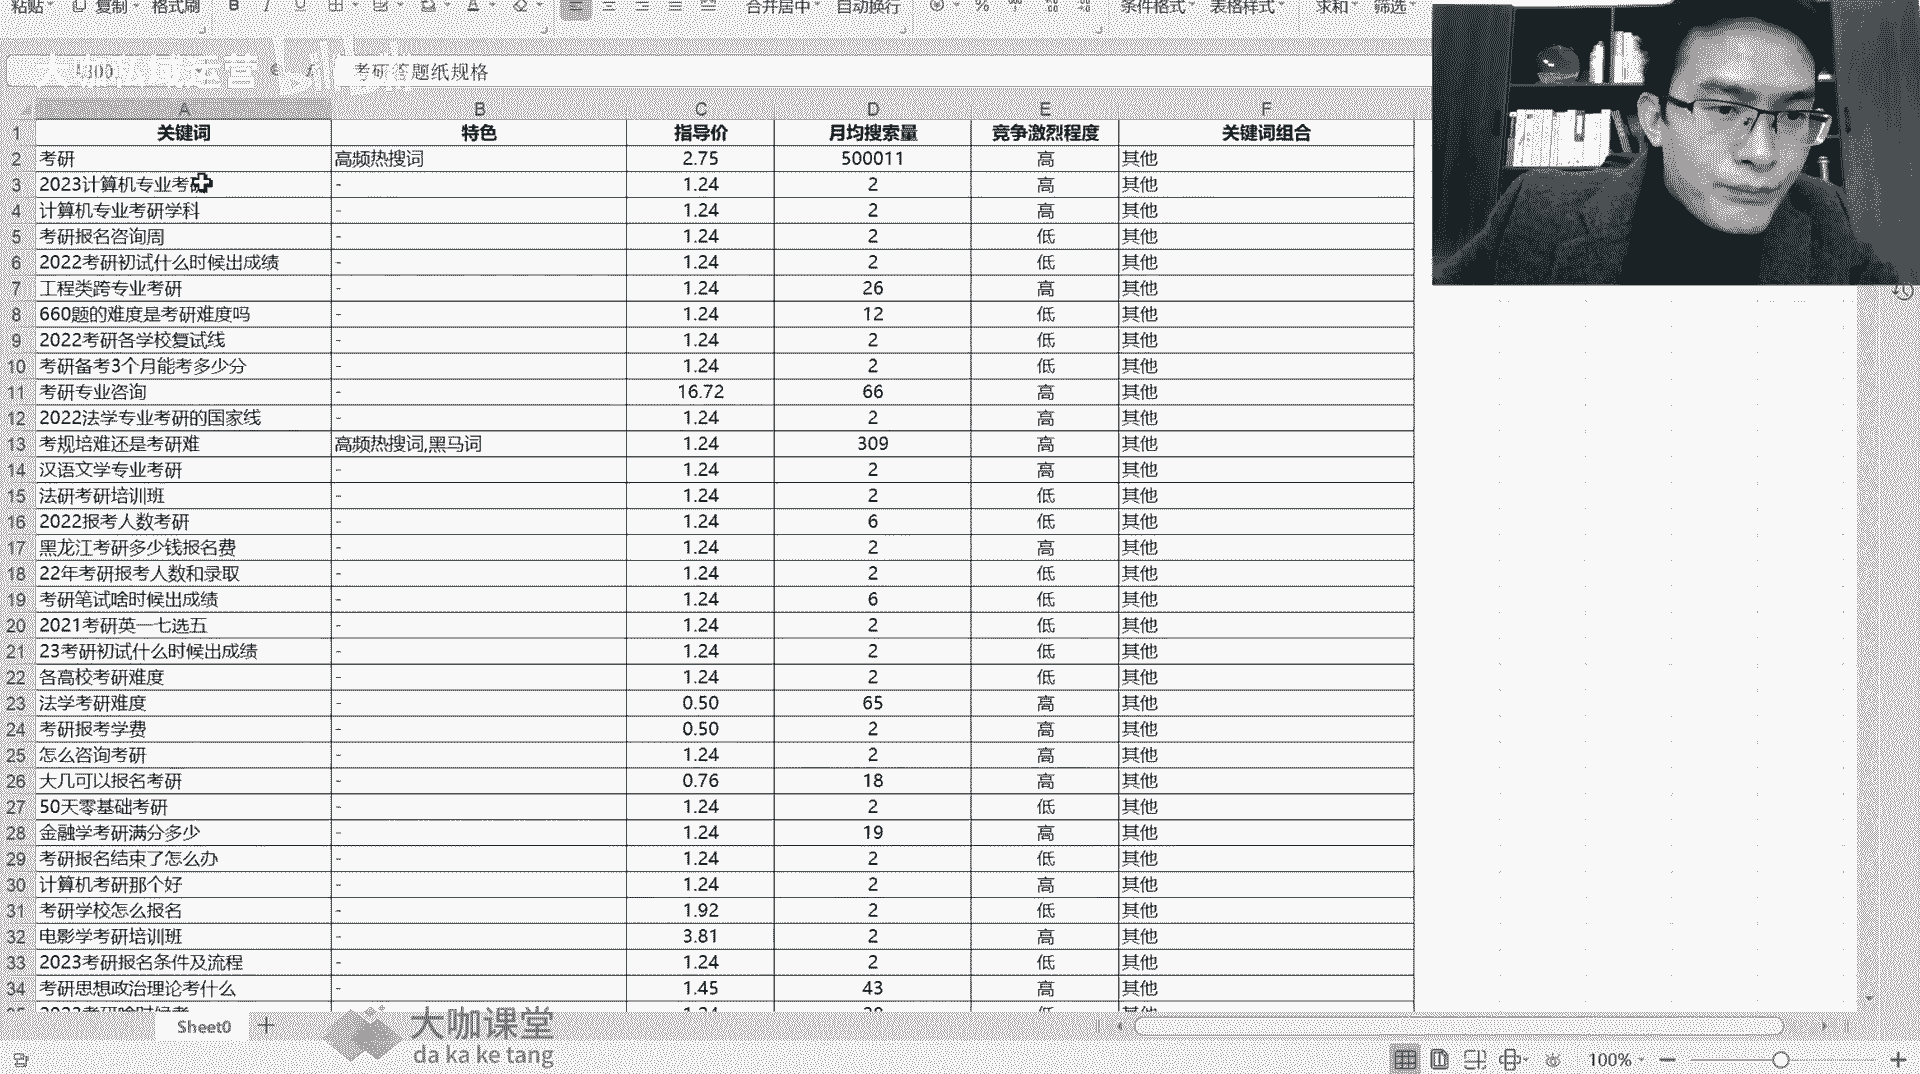 粘贴 复制 格式刷 B I U A 合并居中 自动换行 % 条件格式 表格样式 求和 筛选
考研答题纸规格
A B C D E F
1 关键词 特色 指导价 月均搜索量 竞争激烈程度 关键词组合
2 考研 高频热搜词 2.75 500011 高 其他
3 2023计算机专业考研 - 1.24 2 高 其他
4 计算机专业考研学科 - 1.24 2 高 其他
5 考研报名咨询周 - 1.24 2 低 其他
6 2022考研初试什么时候出成绩 - 1.24 2 低 其他
7 工程类跨专业考研 - 1.24 26 高 其他
8 660题的难度是考研难度吗 - 1.24 12 低 其他
9 2022考研各学校复试线 - 1.24 2 低 其他
10 考研备考3个月能考多少分 - 1.24 2 低 其他
11 考研专业咨询 - 16.72 66 高 其他
12 2022法学专业考研的国家线 - 1.24 2 高 其他
13 考规培难还是考研难 高频热搜词,黑马词 1.24 309 高 其他
14 汉语文学专业考研 - 1.24 2 高 其他
15 法研考研培训班 - 1.24 2 低 其他
16 2022报考人数考研 - 1.24 6 低 其他
17 黑龙江考研多少钱报名费 - 1.24 2 高 其他
18 22年考研报考人数和录取 - 1.24 2 低 其他
19 考研笔试啥时候出成绩 - 1.24 6 低 其他
20 2021考研英一七选五 - 1.24 2 低 其他
21 23考研初试什么时候出成绩 - 1.24 2 低 其他
22 各高校考研难度 - 1.24 2 低 其他
23 法学考研难度 - 0.50 65 高 其他
24 考研报考学费 - 0.50 2 高 其他
25 怎么咨询考研 - 1.24 2 高 其他
26 大几可以报名考研 - 0.76 18 高 其他
27 50天零基础考研 - 1.24 2 低 其他
28 金融学考研满分多少 - 1.24 19 高 其他
29 考研报名结束了怎么办 - 1.24 2 低 其他
30 计算机考研那个好 - 1.24 2 高 其他
31 考研学校怎么报名 - 1.92 2 低 其他
32 电影学考研培训班 - 3.81 2 高 其他
33 2023考研报名条件及流程 - 1.24 2 低 其他
34 考研思想政治理论考什么 - 1.45 43 高 其他
Sheet0
大咖课堂
da ka ke tang
100%